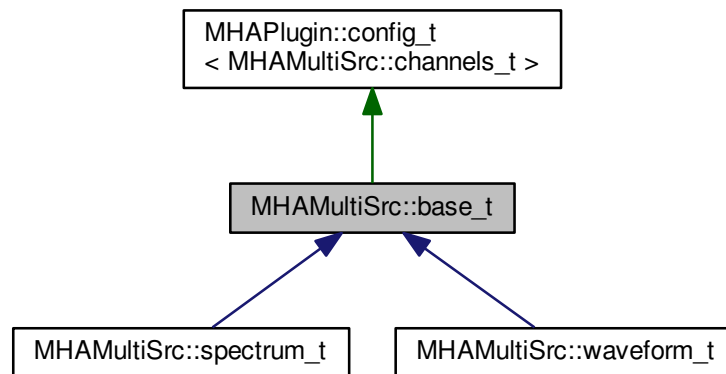 MHAPlugin::config_t
< MHAMultiSrc::channels_t >
MHAMultiSrc::base_t
MHAMultiSrc::spectrum_t
MHAMultiSrc::waveform_t